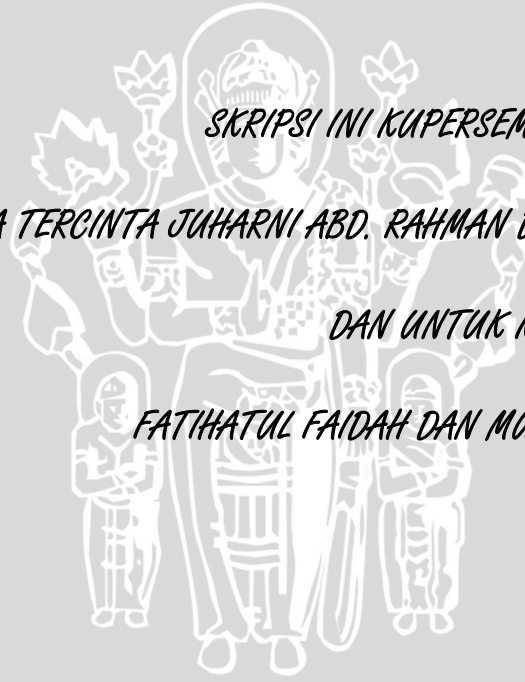 SKRIPSI INI KUPERSEM
TERCINTA JUHARNI ABD. RAHMAN
DAN UNTUK
FATIHATUL FAIDAH DAN MU